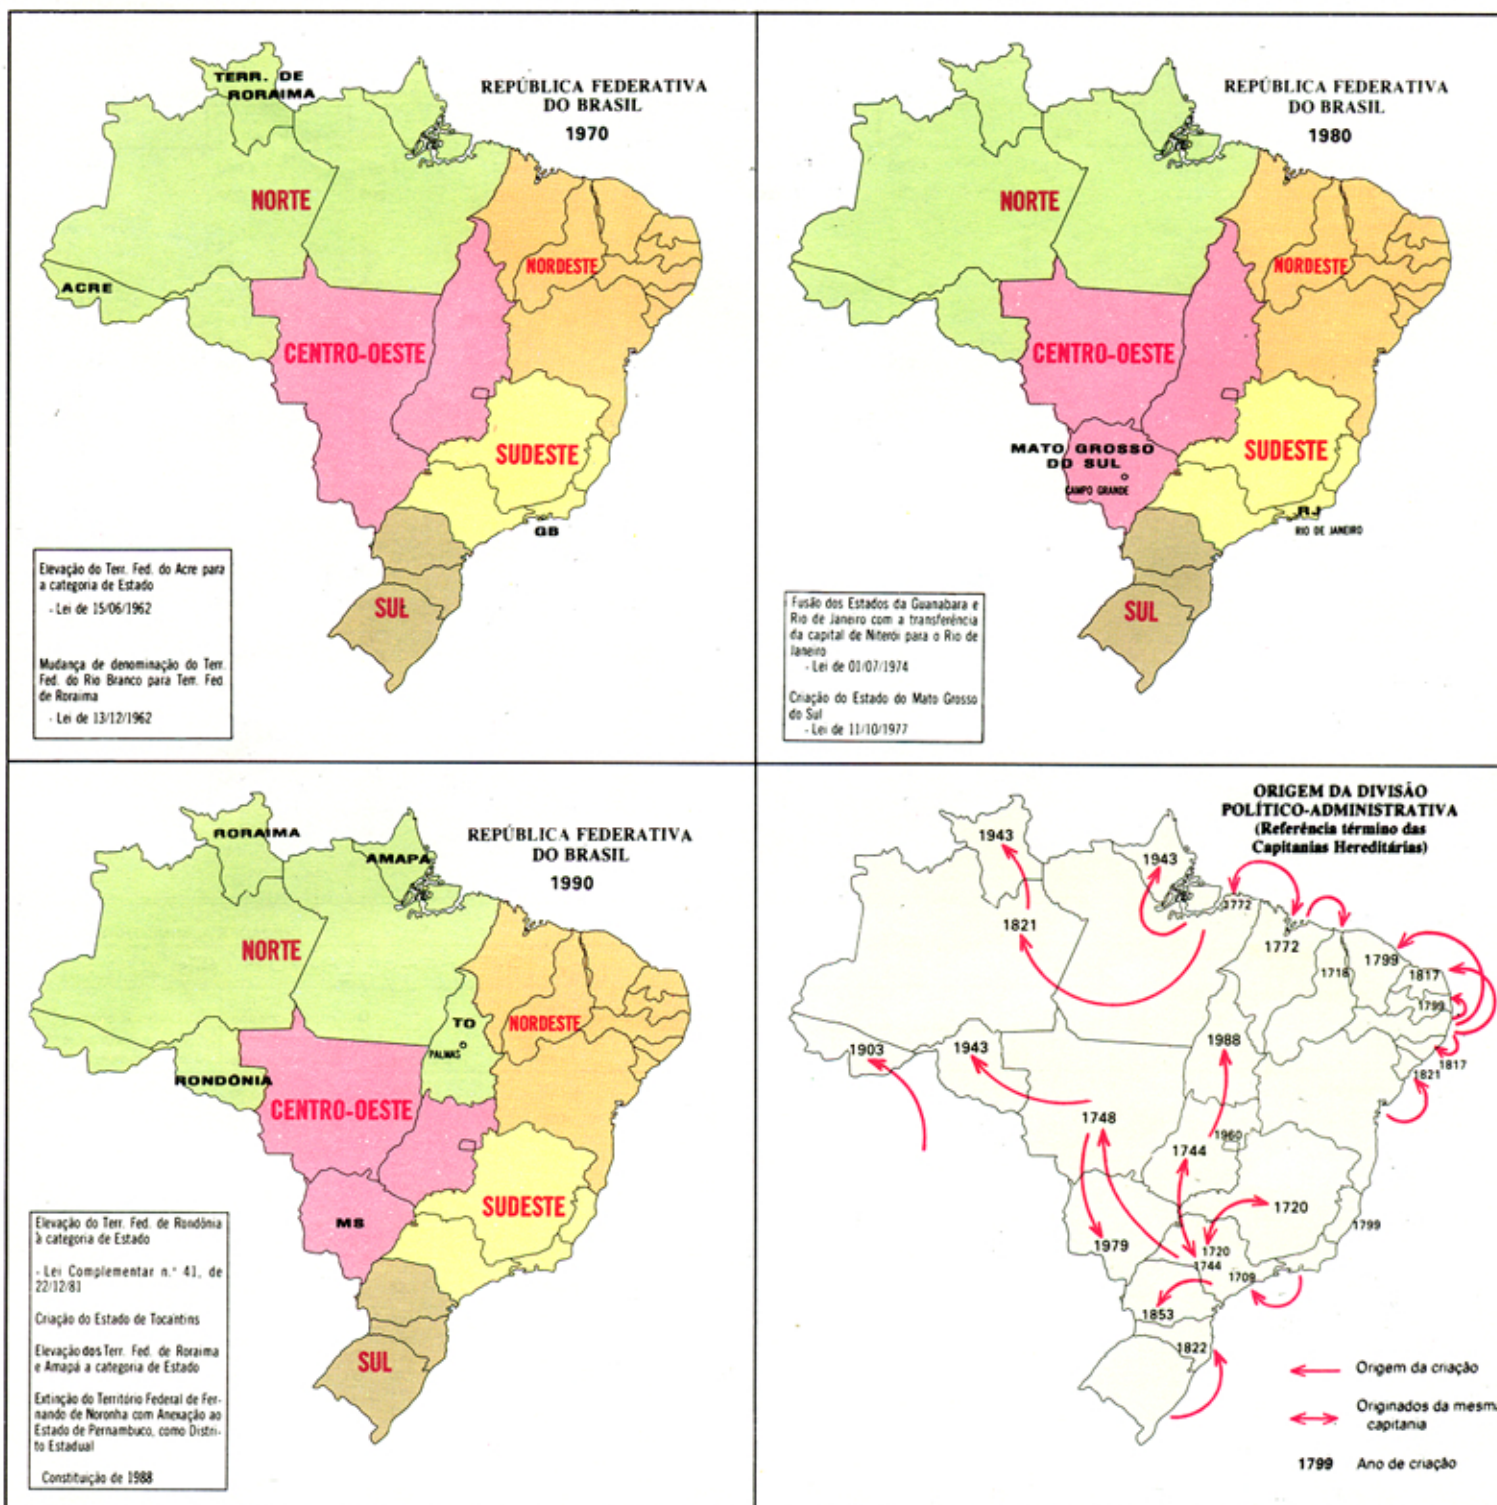 REPÚBLICA FEDERATIVA
DO BRASIL
1970
TERR. DE
RORAIMA
NORTE
NORDESTE
ACRE
CENTRO-OESTE
SUDESTE
GB
SUL
Elevação do Terr. Fed. do Acre para
a categoria de Estado
- Lei de 15/06/1962
Mudança de denominação do Terr.
Fed. do Rio Branco para Terr. Fed
de Roraima
- Lei de 13/12/1962
REPÚBLICA FEDERATIVA
DO BRASIL
1980
NORTE
NORDESTE
CENTRO-OESTE
MATO GROSSO
DO SUL
CAMPO GRANDE
SUDESTE
RJ
RIO DE JANEIRO
SUL
Fusão dos Estados da Guanabara e
Rio de Janeiro com a transferência
da capital de Niterói para o Rio de
Janeiro
- Lei de 01/07/1974
Criação do Estado do Mato Grosso
do Sul
- Lei de 11/10/1977
REPÚBLICA FEDERATIVA
DO BRASIL
1990
RORAIMA
AMAPÁ
NORTE
TO
PALMAS
NORDESTE
RONDÔNIA
CENTRO-OESTE
MS
SUDESTE
SUL
Elevação do Terr. Fed. de Rondônia
à categoria de Estado
- Lei Complementar n.º 41, de
22/12/81
Criação do Estado de Tocantins
Elevação dos Terr. Fed. de Roraima
e Amapá a categoria de Estado
Extinção do Território Federal de Fer-
nando de Noronha com Anexação ao
Estado de Pernambuco, como Distri-
to Estadual
Constituição de 1988
ORIGEM DA DIVISÃO
POLÍTICO-ADMINISTRATIVA
(Referência término das
Capitanias Hereditárias)
1943
1943
1772
1821
1772
1718
1799
1817
1799
1903
1943
1988
1817
1821
1748
1960
1744
1720
1799
1979
1720
1744
1709
1853
1822
Origem da criação
Originados da mesma
capitania
1799 Ano de criação